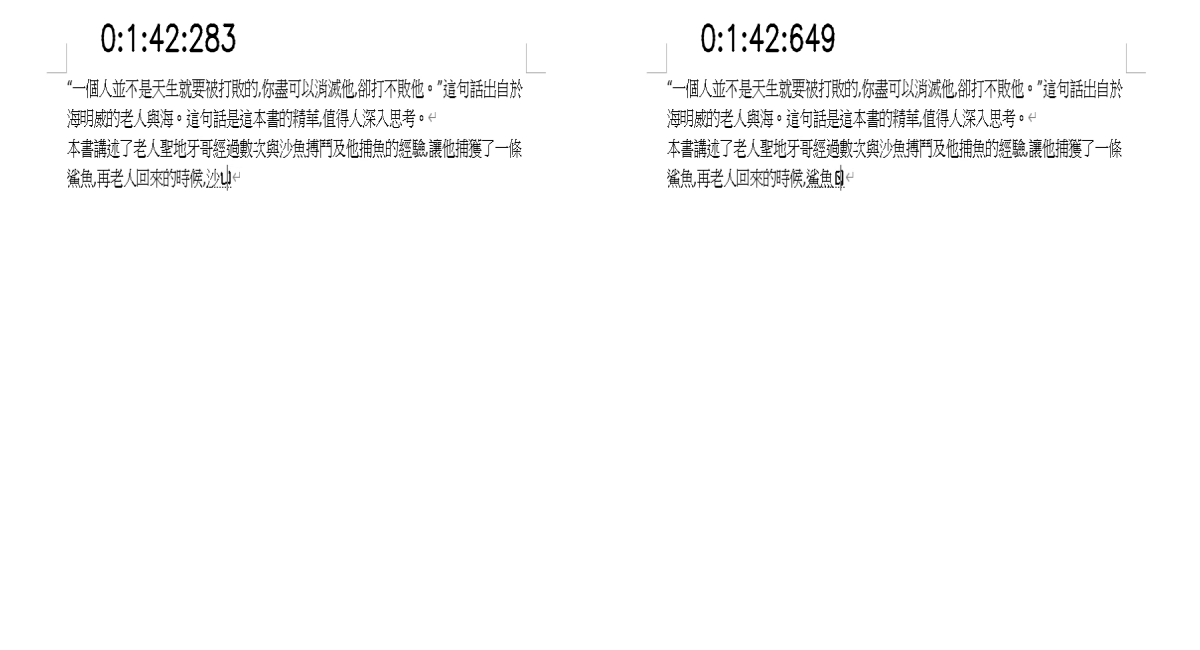 0:1:42:283
“一個人並不是天生就要被打敗的,你盡可以消滅他,卻打不敗他。”這句話出自於
海明威的老人與海。這句話是這本書的精華,值得人深入思考。
本書講述了老人聖地牙哥經過數次與沙魚搏鬥及他捕魚的經驗,讓他捕獲了一條
鯊魚,再老人回來的時候,沙ㄩ
0:1:42:649
“一個人並不是天生就要被打敗的,你盡可以消滅他,卻打不敗他。”這句話出自於
海明威的老人與海。這句話是這本書的精華,值得人深入思考。
本書講述了老人聖地牙哥經過數次與沙魚搏鬥及他捕魚的經驗,讓他捕獲了一條
鯊魚,再老人回來的時候,鯊魚